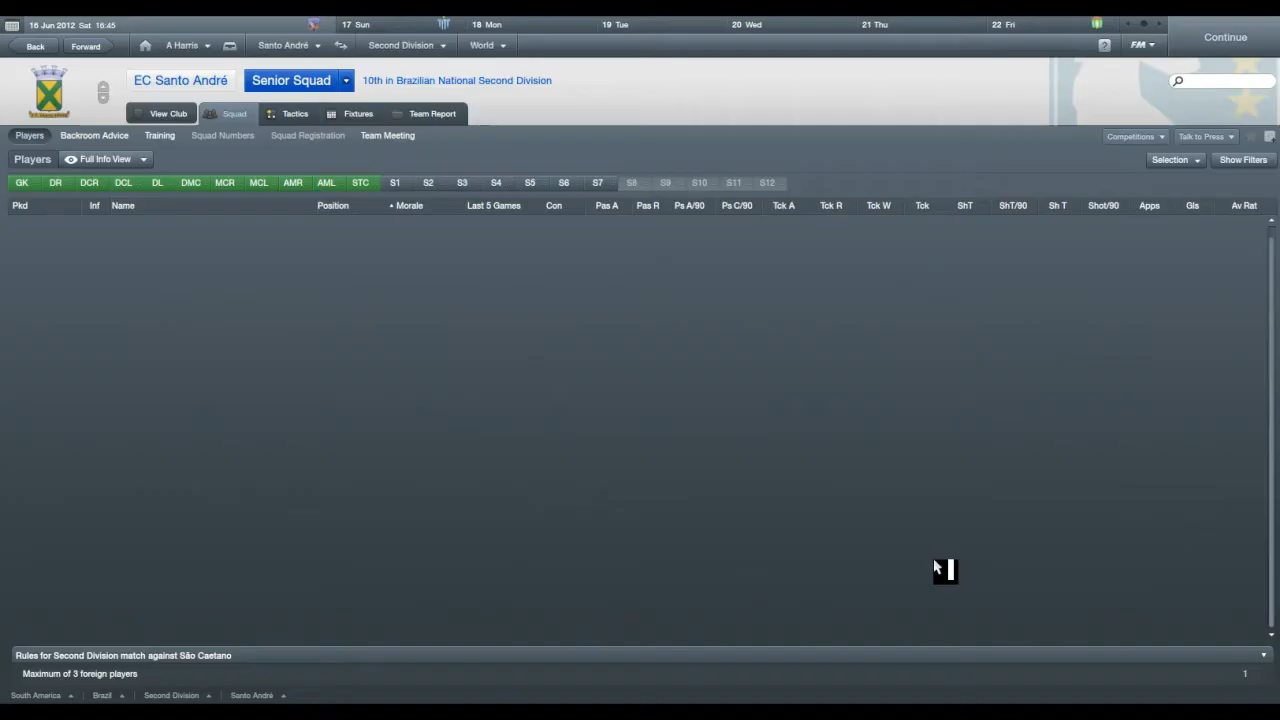 16 Jun 2012 Sat 16:45 17 Sun 18 Mon 19 Tue 20 Wed 21 Thu 22 Fri Continue
Back Forward A Harris Santo André Second Division World ? FM
EC Santo André Senior Squad 10th in Brazilian National Second Division
View Club Squad Tactics Fixtures Team Report
Players Backroom Advice Training Squad Numbers Squad Registration Team Meeting Competitions Talk to Press
Players Full Info View Selection Show Filters
GK DR DCR DCL DL DMC MCR MCL AMR AML STC S1 S2 S3 S4 S5 S6 S7 S8 S9 S10 S11 S12
Pkd Inf Name Position Morale Last 5 Games Con Pas A Pas R Ps A/90 Ps C/90 Tck A Tck R Tck W Tck ShT ShT/90 Sh T Shot/90 Apps Gls Av Rat
Rules for Second Division match against São Caetano
Maximum of 3 foreign players 1
South America Brazil Second Division Santo André